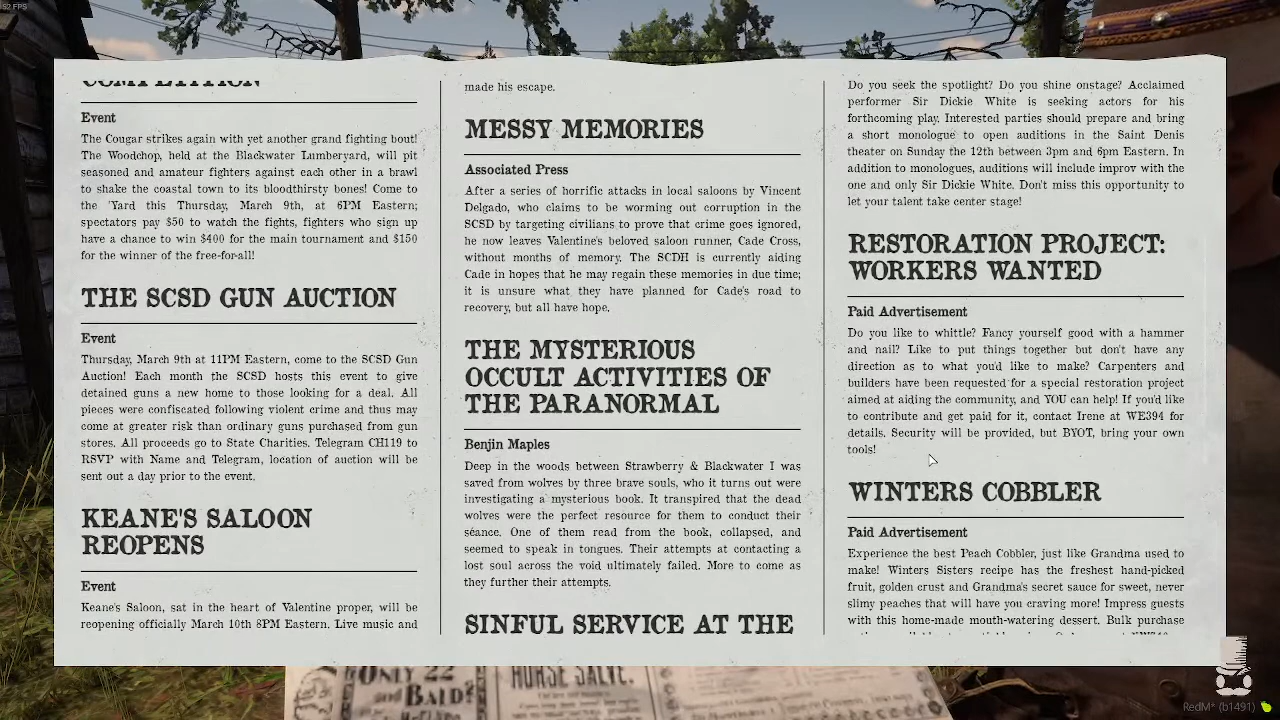 52 FPS
COMPETITION
Event
The Cougar strikes again with yet another grand fighting bout!
The Woodchop, held at the Blackwater Lumberyard, will pit
seasoned and amateur fighters against each other in a brawl
to shake the coastal town to its bloodthirsty bones! Come to
the 'Yard this Thursday, March 9th, at 6PM Eastern;
spectators pay $50 to watch the fights, fighters who sign up
have a chance to win $400 for the main tournament and $150
for the winner of the free-for-all!
THE SCSD GUN AUCTION
Event
Thursday, March 9th at 11PM Eastern, come to the SCSD Gun
Auction! Each month the SCSD hosts this event to give
detained guns a new home to those looking for a deal. All
pieces were confiscated following violent crime and thus may
come at greater risk than ordinary guns purchased from gun
stores. All proceeds go to State Charities. Telegram CH119 to
RSVP with Name and Telegram, location of auction will be
sent out a day prior to the event.
KEANE'S SALOON
REOPENS
Event
Keane's Saloon, sat in the heart of Valentine proper, will be
reopening officially March 10th 8PM Eastern. Live music and
made his escape.
MESSY MEMORIES
Associated Press
After a series of horrific attacks in local saloons by Vincent
Delgado, who claims to be worming out corruption in the
SCSD by targeting civilians to prove that crime goes ignored,
he now leaves Valentine's beloved saloon runner, Cade Cross,
without months of memory. The SCDH is currently aiding
Cade in hopes that he may regain these memories in due time;
it is unsure what they have planned for Cade's road to
recovery, but all have hope.
THE MYSTERIOUS
OCCULT ACTIVITIES OF
THE PARANORMAL
Benjin Maples
Deep in the woods between Strawberry & Blackwater I was
saved from wolves by three brave souls, who it turns out were
investigating a mysterious book. It transpired that the dead
wolves were the perfect resource for them to conduct their
séance. One of them read from the book, collapsed, and
seemed to speak in tongues. Their attempts at contacting a
lost soul across the void ultimately failed. More to come as
they further their attempts.
SINFUL SERVICE AT THE
Do you seek the spotlight? Do you shine onstage? Acclaimed
performer Sir Dickie White is seeking actors for his
forthcoming play. Interested parties should prepare and bring
a short monologue to open auditions in the Saint Denis
theater on Sunday the 12th between 3pm and 6pm Eastern. In
addition to monologues, auditions will include improv with the
one and only Sir Dickie White. Don't miss this opportunity to
let your talent take center stage!
RESTORATION PROJECT:
WORKERS WANTED
Paid Advertisement
Do you like to whittle? Fancy yourself good with a hammer
and nail? Like to put things together but don't have any
direction as to what you'd like to make? Carpenters and
builders have been requested for a special restoration project
aimed at aiding the community, and YOU can help! If you'd like
to contribute and get paid for it, contact Irene at WE394 for
details. Security will be provided, but BYOT, bring your own
tools!
WINTERS COBBLER
Paid Advertisement
Experience the best Peach Cobbler, just like Grandma used to
make! Winters Sisters recipe has the freshest hand-picked
fruit, golden crust and Grandma's secret sauce for sweet, never
slimy peaches that will have you craving more! Impress guests
with this home-made mouth-watering dessert. Bulk purchase
ONLY 22
and BALD?
HORSE SALVE.
RedM* (b1491)